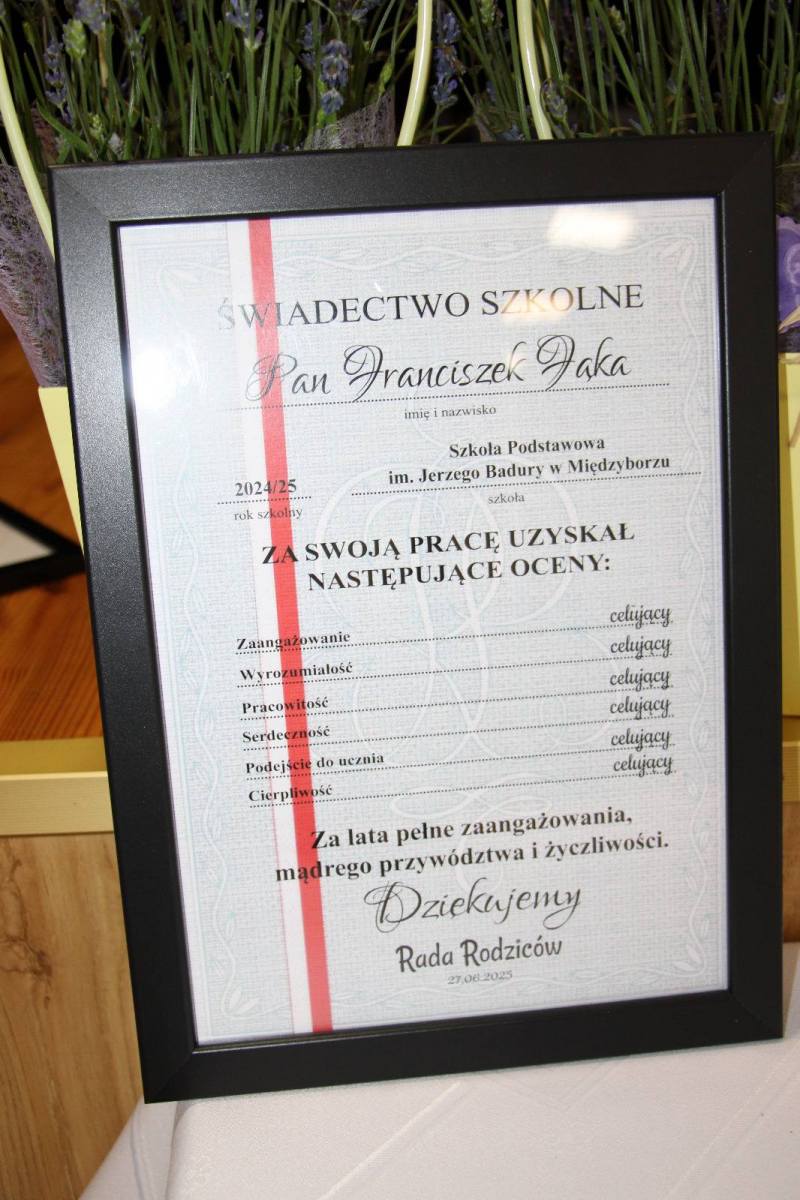 ŚWIADECTWO SZKOLNE
Pan Franciszek Fąka
imię i nazwisko
Szkoła Podstawowa
im. Jerzego Badury w Międzyborzu
2024/25
szkoła
rok szkolny
ZA SWOJĄ PRACĘ UZYSKAŁ
NASTĘPUJĄCE OCENY:
Zaangażowanie celujący
Wyrozumiałość celujący
Pracowitość celujący
Serdeczność celujący
Podejście do ucznia celujący
Cierpliwość celujący
Za lata pełne zaangażowania,
mądrego przywództwa i życzliwości.
Dziękujemy
Rada Rodziców
27.06.2025